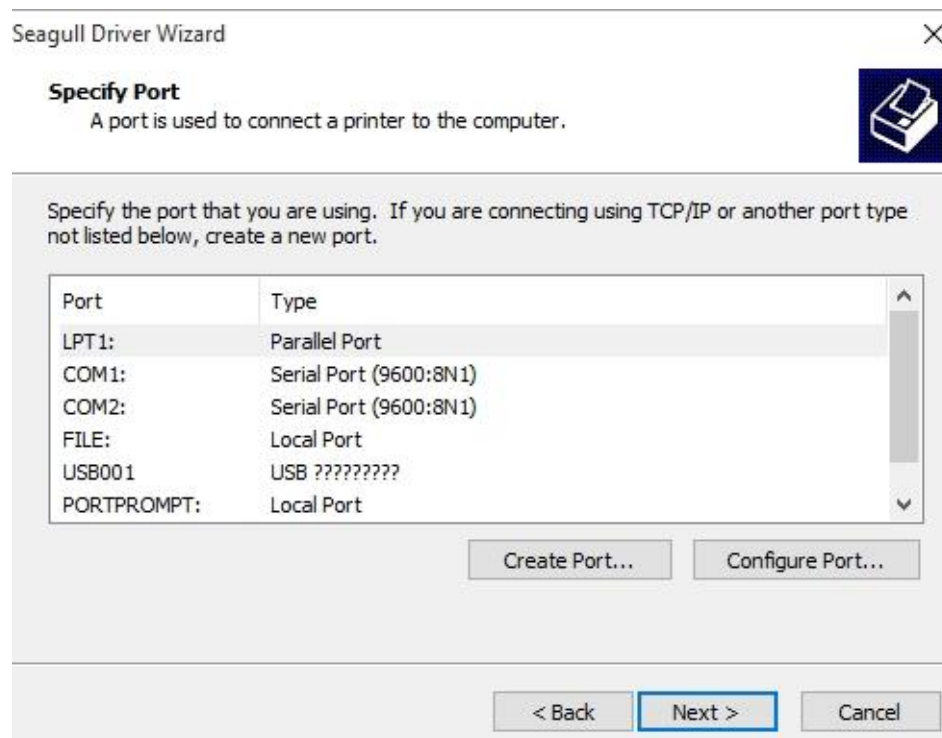 Seagull Driver Wizard
Specify Port
A port is used to connect a printer to the computer.
Specify the port that you are using. If you are connecting using TCP/IP or another port type
not listed below, create a new port.
Port Type
LPT1: Parallel Port
COM1: Serial Port (9600:8N1)
COM2: Serial Port (9600:8N1)
FILE: Local Port
USB001 USB ?????????
PORTPROMPT: Local Port
Create Port... Configure Port...
< Back Next > Cancel